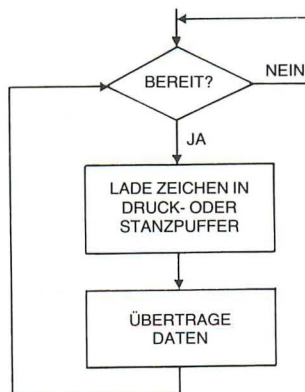 BEREIT?
NEIN
JA
LADE ZEICHEN IN
DRUCK- ODER
STANZPUFFER
ÜBERTRAGE
DATEN